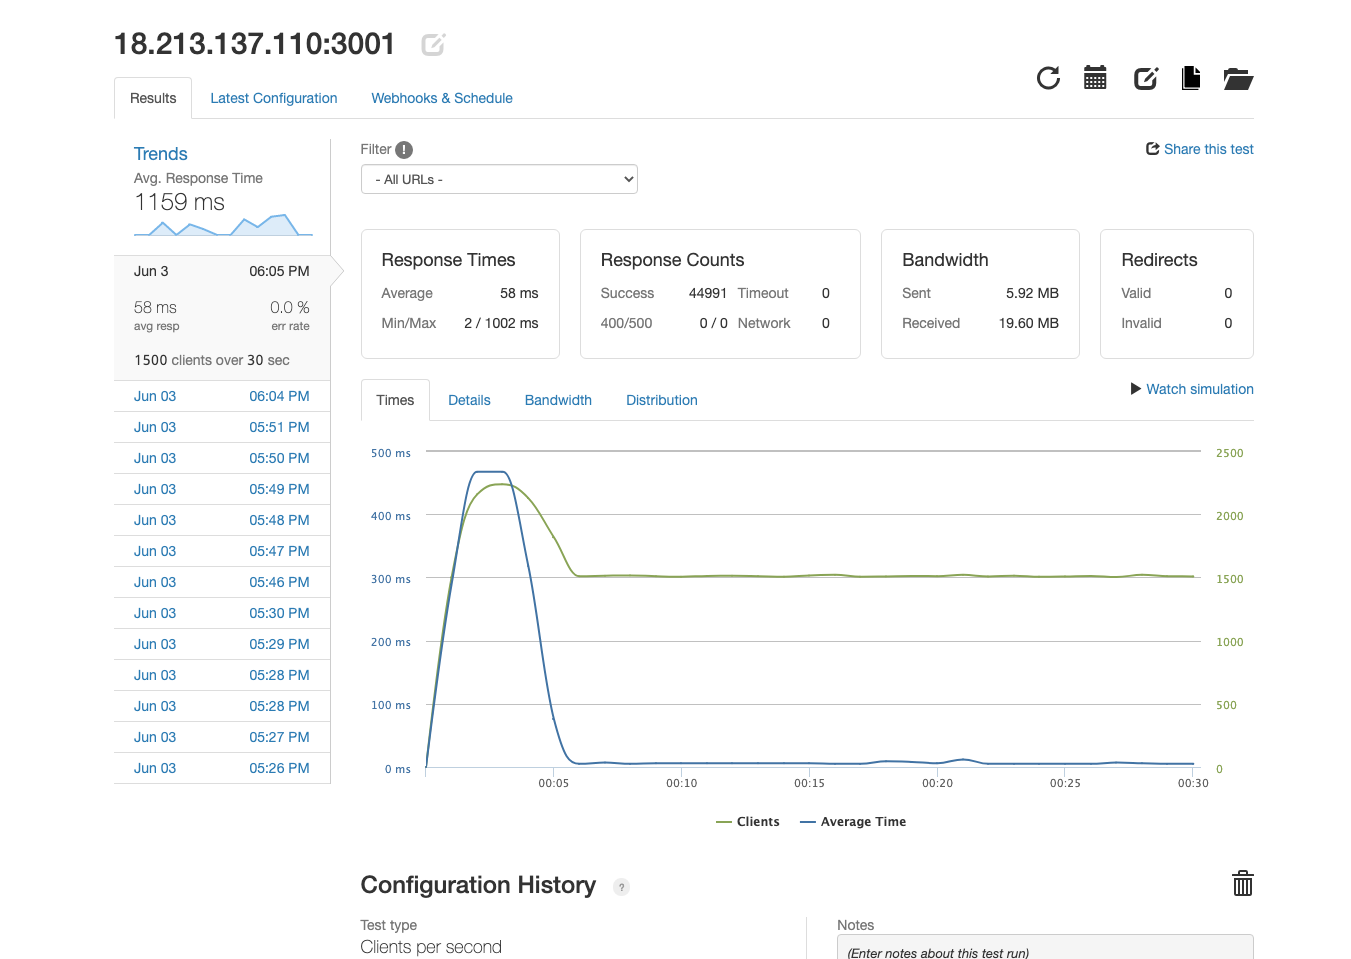 18.213.137.110:3001
Results Latest Configuration Webhooks & Schedule
Trends
Avg. Response Time
1159 ms
Jun 3 06:05 PM
58 ms 0.0 %
avg resp err rate
1500 clients over 30 sec
Jun 03 06:04 PM
Jun 03 05:51 PM
Jun 03 05:50 PM
Jun 03 05:49 PM
Jun 03 05:48 PM
Jun 03 05:47 PM
Jun 03 05:46 PM
Jun 03 05:30 PM
Jun 03 05:29 PM
Jun 03 05:28 PM
Jun 03 05:28 PM
Jun 03 05:27 PM
Jun 03 05:26 PM
Filter !
Share this test
- All URLs -
Response Times
Average 58 ms
Min/Max 2 / 1002 ms
Response Counts
Success 44991 Timeout 0
400/500 0 / 0 Network 0
Bandwidth
Sent 5.92 MB
Received 19.60 MB
Redirects
Valid 0
Invalid 0
Times Details Bandwidth Distribution
Watch simulation
500 ms 2500
400 ms 2000
300 ms 1500
200 ms 1000
100 ms 500
0 ms 0
00:05 00:10 00:15 00:20 00:25 00:30
Clients Average Time
Configuration History ?
Test type
Clients per second
Notes
(Enter notes about this test run)